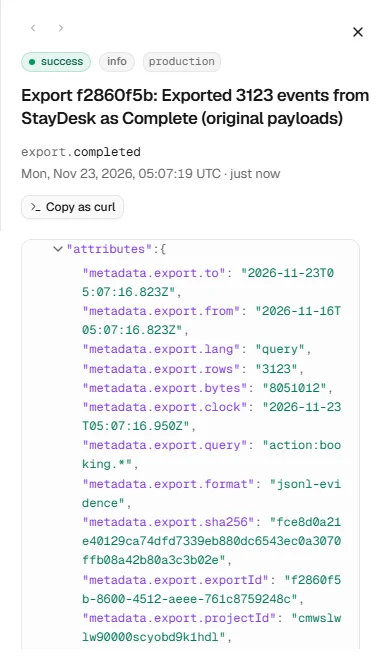 success info production
Export f2860f5b: Exported 3123 events from
StayDesk as Complete (original payloads)
export.completed
Mon, Nov 23, 2026, 05:07:19 UTC · just now
Copy as curl
"attributes":{
"metadata.export.to": "2026-11-23T0
5:07:16.823Z",
"metadata.export.from": "2026-11-16T
05:07:16.823Z",
"metadata.export.lang": "query",
"metadata.export.rows": "3123",
"metadata.export.bytes": "8051012",
"metadata.export.clock": "2026-11-23
T05:07:16.950Z",
"metadata.export.query": "action:boo
king.*",
"metadata.export.format": "jsonl-evi
dence",
"metadata.export.sha256": "fce8d0a21
e40129ca74dfd7339eb880dc6543ec0a3070
ffb08a42b80a3c3b02e",
"metadata.export.exportId": "f2860f5
b-8600-4512-aeee-761c8759248c",
"metadata.export.projectId": "cmwslw
lw90000scyobd9kihdl",